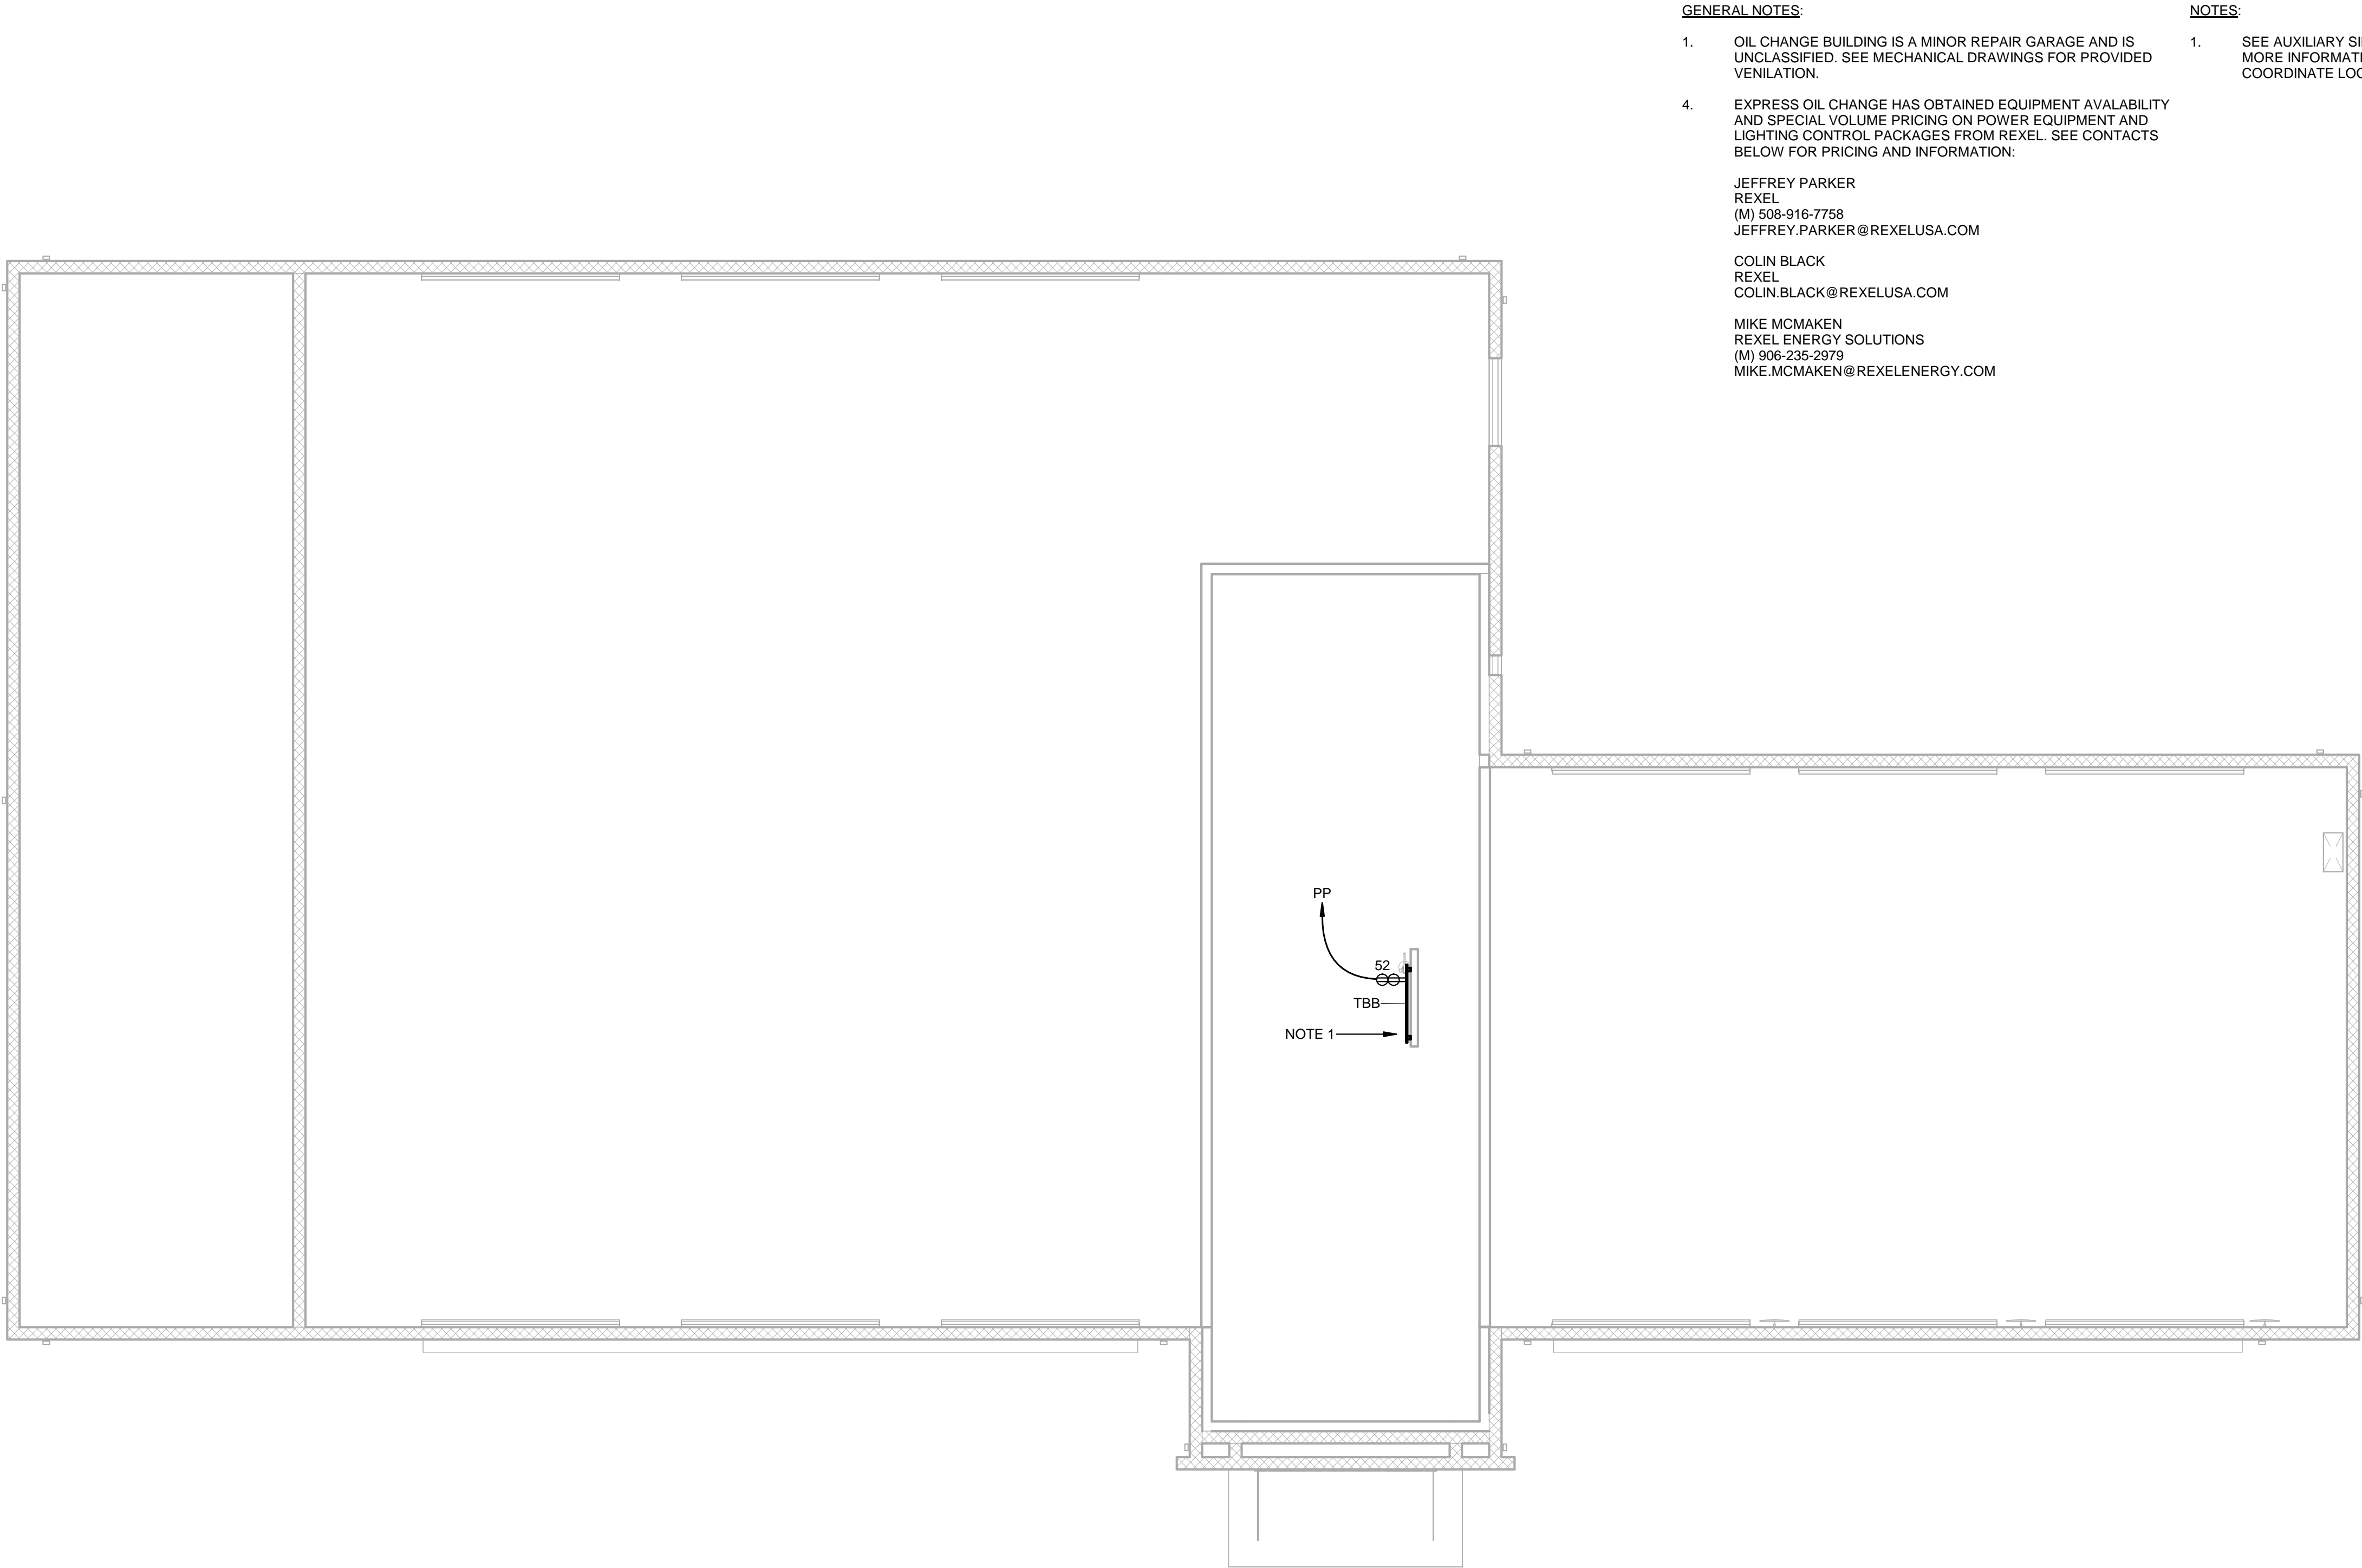 GENERAL NOTES:
1. OIL CHANGE BUILDING IS A MINOR REPAIR GARAGE AND IS
UNCLASSIFIED. SEE MECHANICAL DRAWINGS FOR PROVIDED
VENILATION.
4. EXPRESS OIL CHANGE HAS OBTAINED EQUIPMENT AVALABILITY
AND SPECIAL VOLUME PRICING ON POWER EQUIPMENT AND
LIGHTING CONTROL PACKAGES FROM REXEL. SEE CONTACTS
BELOW FOR PRICING AND INFORMATION:
JEFFREY PARKER
REXEL
(M) 508-916-7758
JEFFREY.PARKER@REXELUSA.COM
COLIN BLACK
REXEL
COLIN.BLACK@REXELUSA.COM
MIKE MCMAKEN
REXEL ENERGY SOLUTIONS
(M) 906-235-2979
MIKE.MCMAKEN@REXELENERGY.COM
NOTES:
1. SEE AUXILIARY
MORE
COORDINATE
PP
52
TBB
NOTE 1